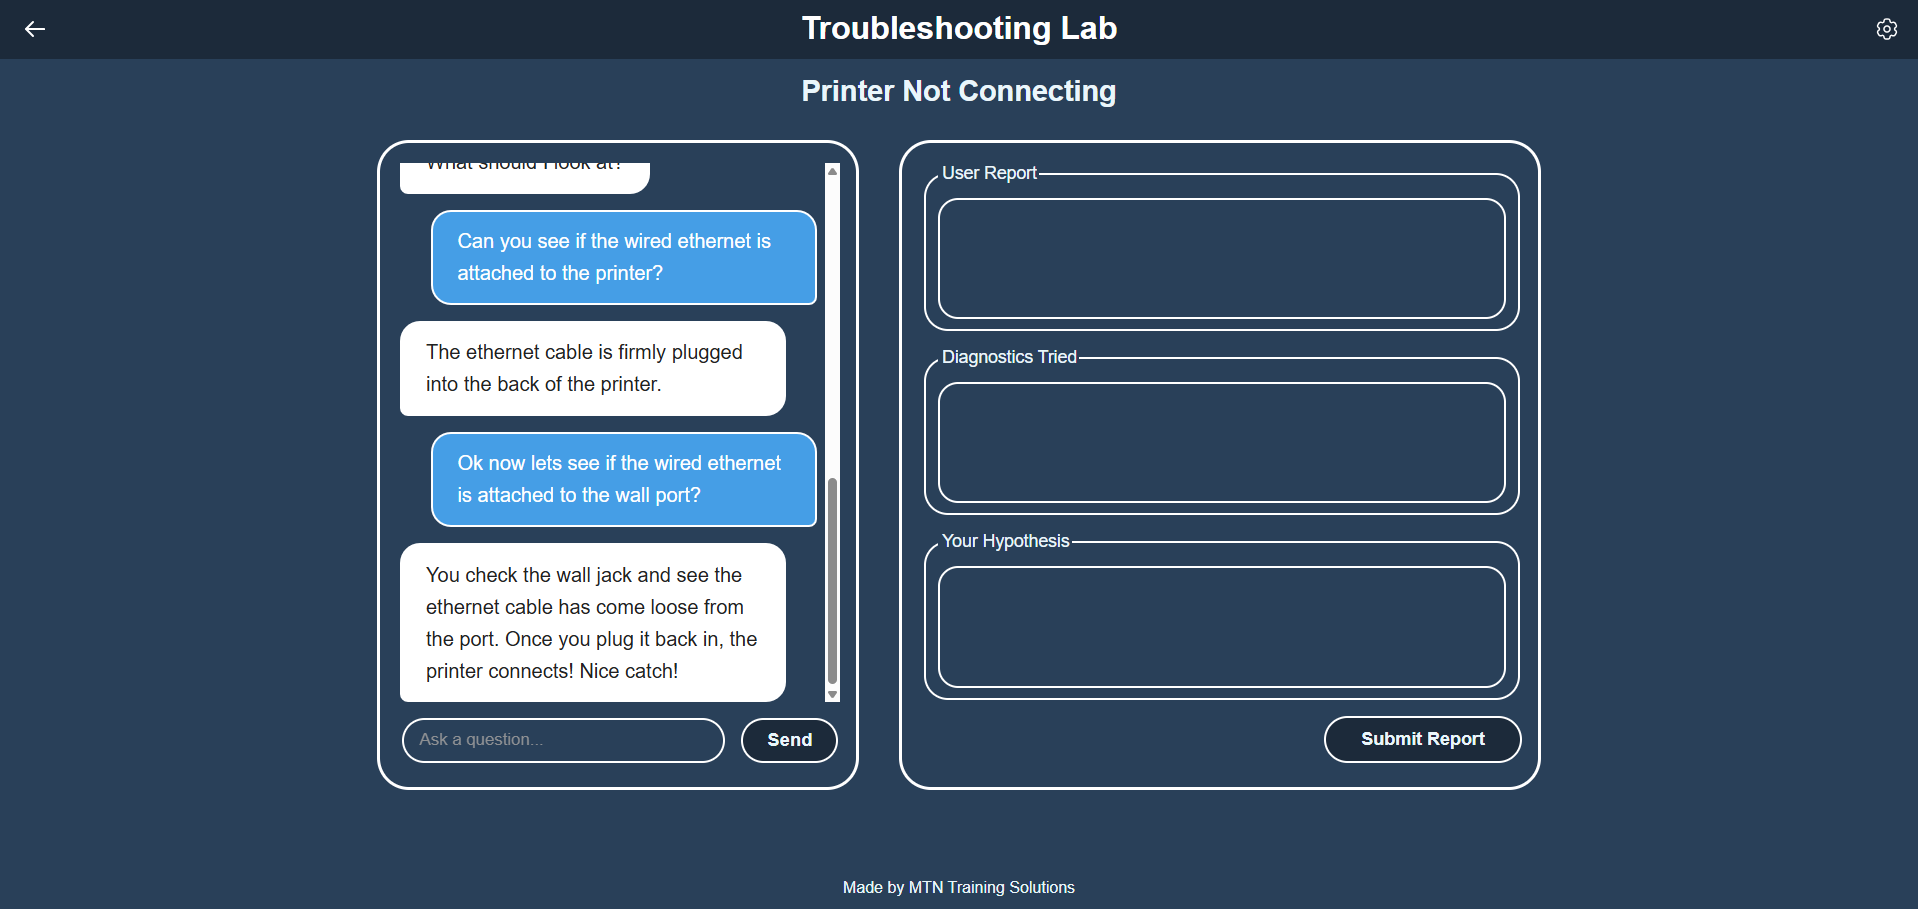 Troubleshooting Lab
Printer Not Connecting
What should I look at?
Can you see if the wired ethernet is
attached to the printer?
The ethernet cable is firmly plugged
into the back of the printer.
Ok now lets see if the wired ethernet
is attached to the wall port?
You check the wall jack and see the
ethernet cable has come loose from
the port. Once you plug it back in, the
printer connects! Nice catch!
Ask a question...
Send
User Report
Diagnostics Tried
Your Hypothesis
Submit Report
Made by MTN Training Solutions